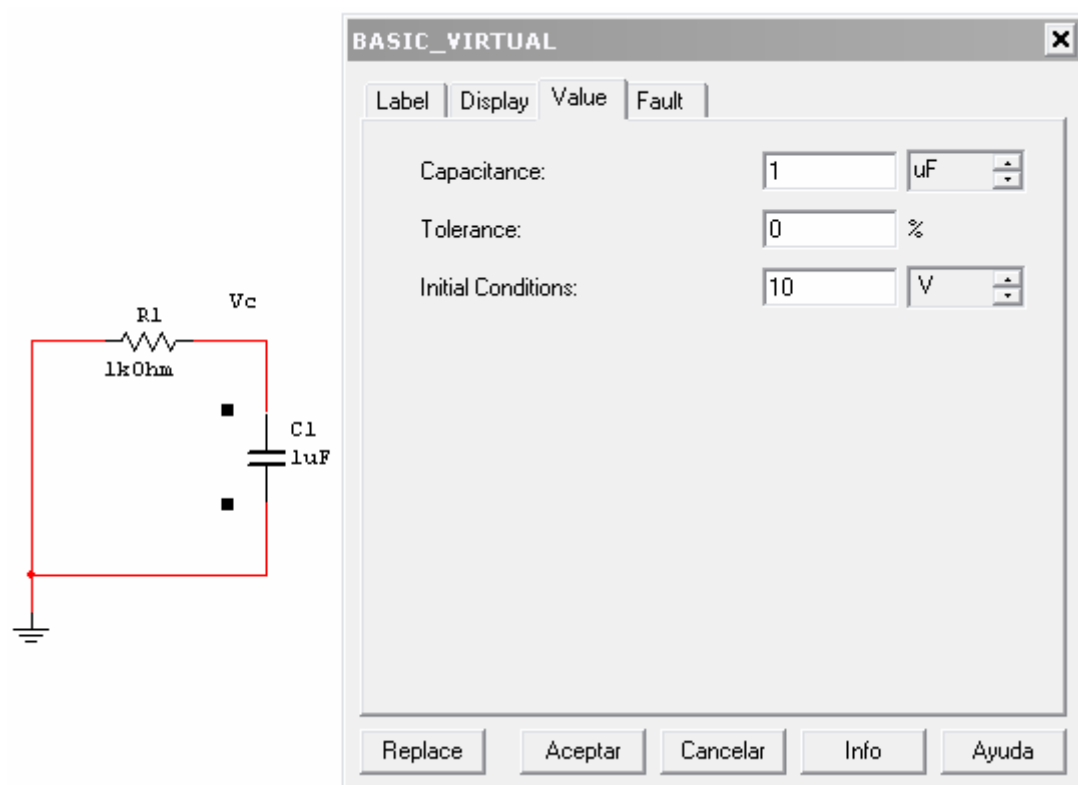 BASIC_VIRTUAL
Label Display Value Fault
Capacitance: 1 uF
Tolerance: 0 %
Initial Conditions: 10 V
Vc
R1
1kOhm
C1
1uF
Replace Aceptar Cancelar Info Ayuda